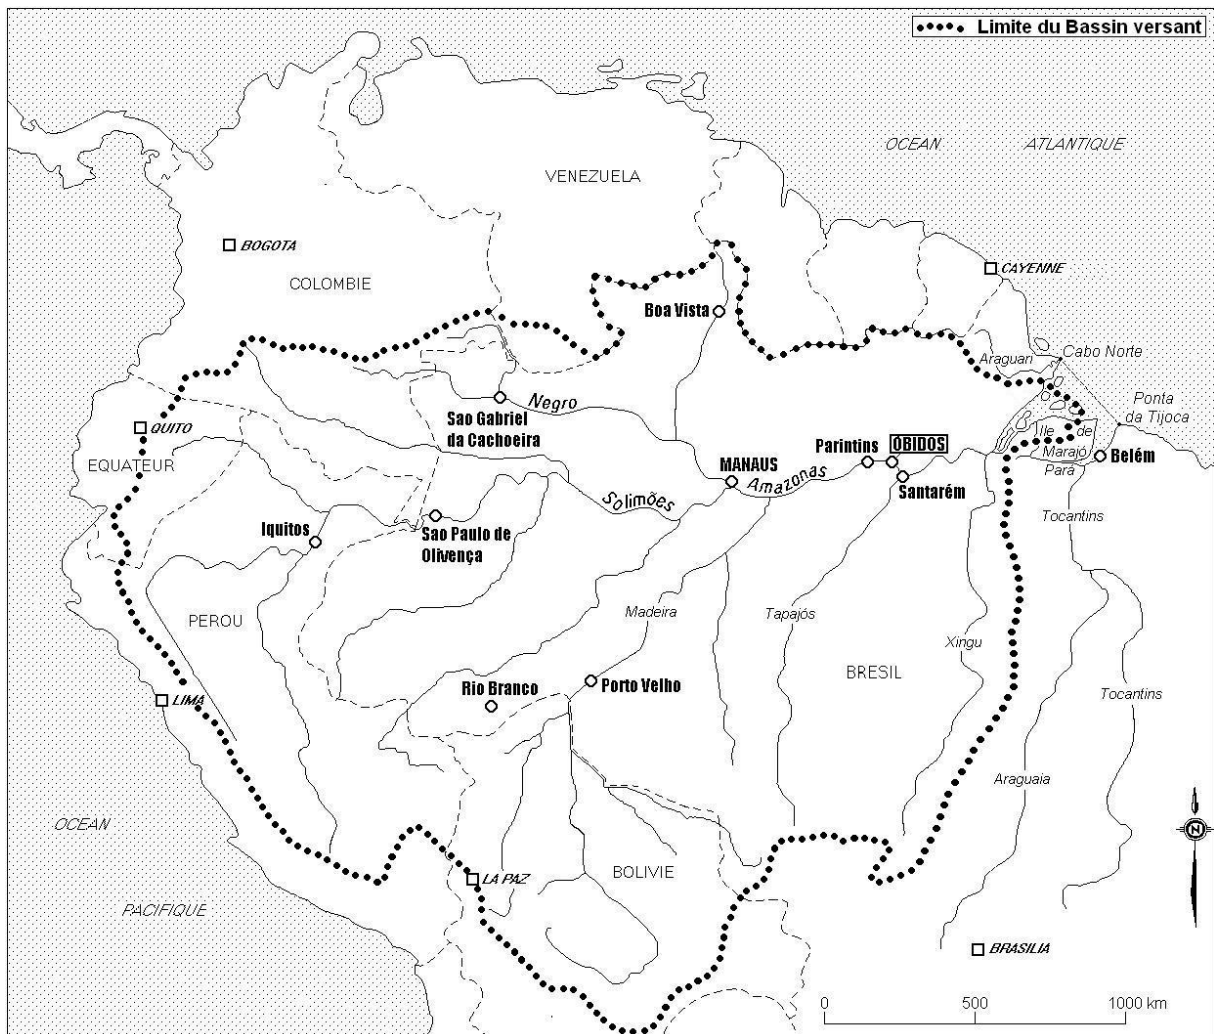 Limite du Bassin versant
OCEAN ATLANTIQUE
VENEZUELA
BOGOTA
CAYENNE
COLOMBIE
Boa Vista
Araguari
Cabo Norte
Negro
Ponta
da Tijoca
Sao Gabriel
da Cachoeira
QUITO
Ile de
Marajó
Parintins
OBIDOS
Belém
EQUATEUR
MANAUS
Amazonas
Pará
Santarém
Solimões
Tocantins
Iquitos
Sao Paulo de
Olivença
PEROU
Madeira
Tapajós
Xingu
BRESIL
Rio Branco
Porto Velho
Tocantins
LIMA
Araguaia
OCEAN
PACIFIQUE
LA PAZ
BOLIVIE
N
BRASILIA
0 500 1000 km